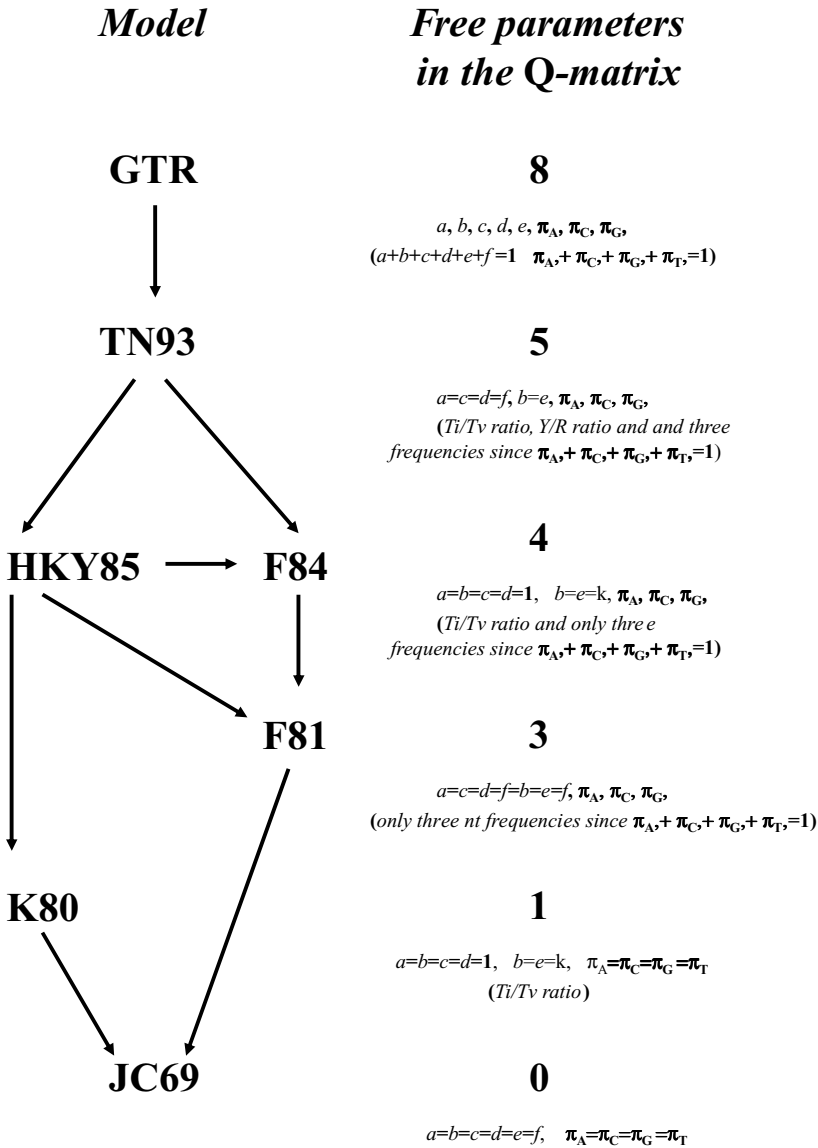 Model
Free parameters
in the Q-matrix
GTR
8
a, b, c, d, e, πA, πC, πG,
(a+b+c+d+e+f=1 πA,+ πC,+ πG,+ πT,=1)
TN93
5
a=c=d=f, b=e, πA, πC, πG,
(Ti/Tv ratio, Y/R ratio and and three
frequencies since πA,+ πC,+ πG,+ πT,=1)
HKY85
F84
4
a=b=c=d=1, b=e=k, πA, πC, πG,
(Ti/Tv ratio and only three
frequencies since πA,+ πC,+ πG,+ πT,=1)
F81
3
a=c=d=f=b=e=f, πA, πC, πG,
(only three nt frequencies since πA,+ πC,+ πG,+ πT,=1)
K80
1
a=b=c=d=1, b=e=k, πA=πC=πG=πT
(Ti/Tv ratio)
JC69
0
a=b=c=d=e=f, πA=πC=πG=πT